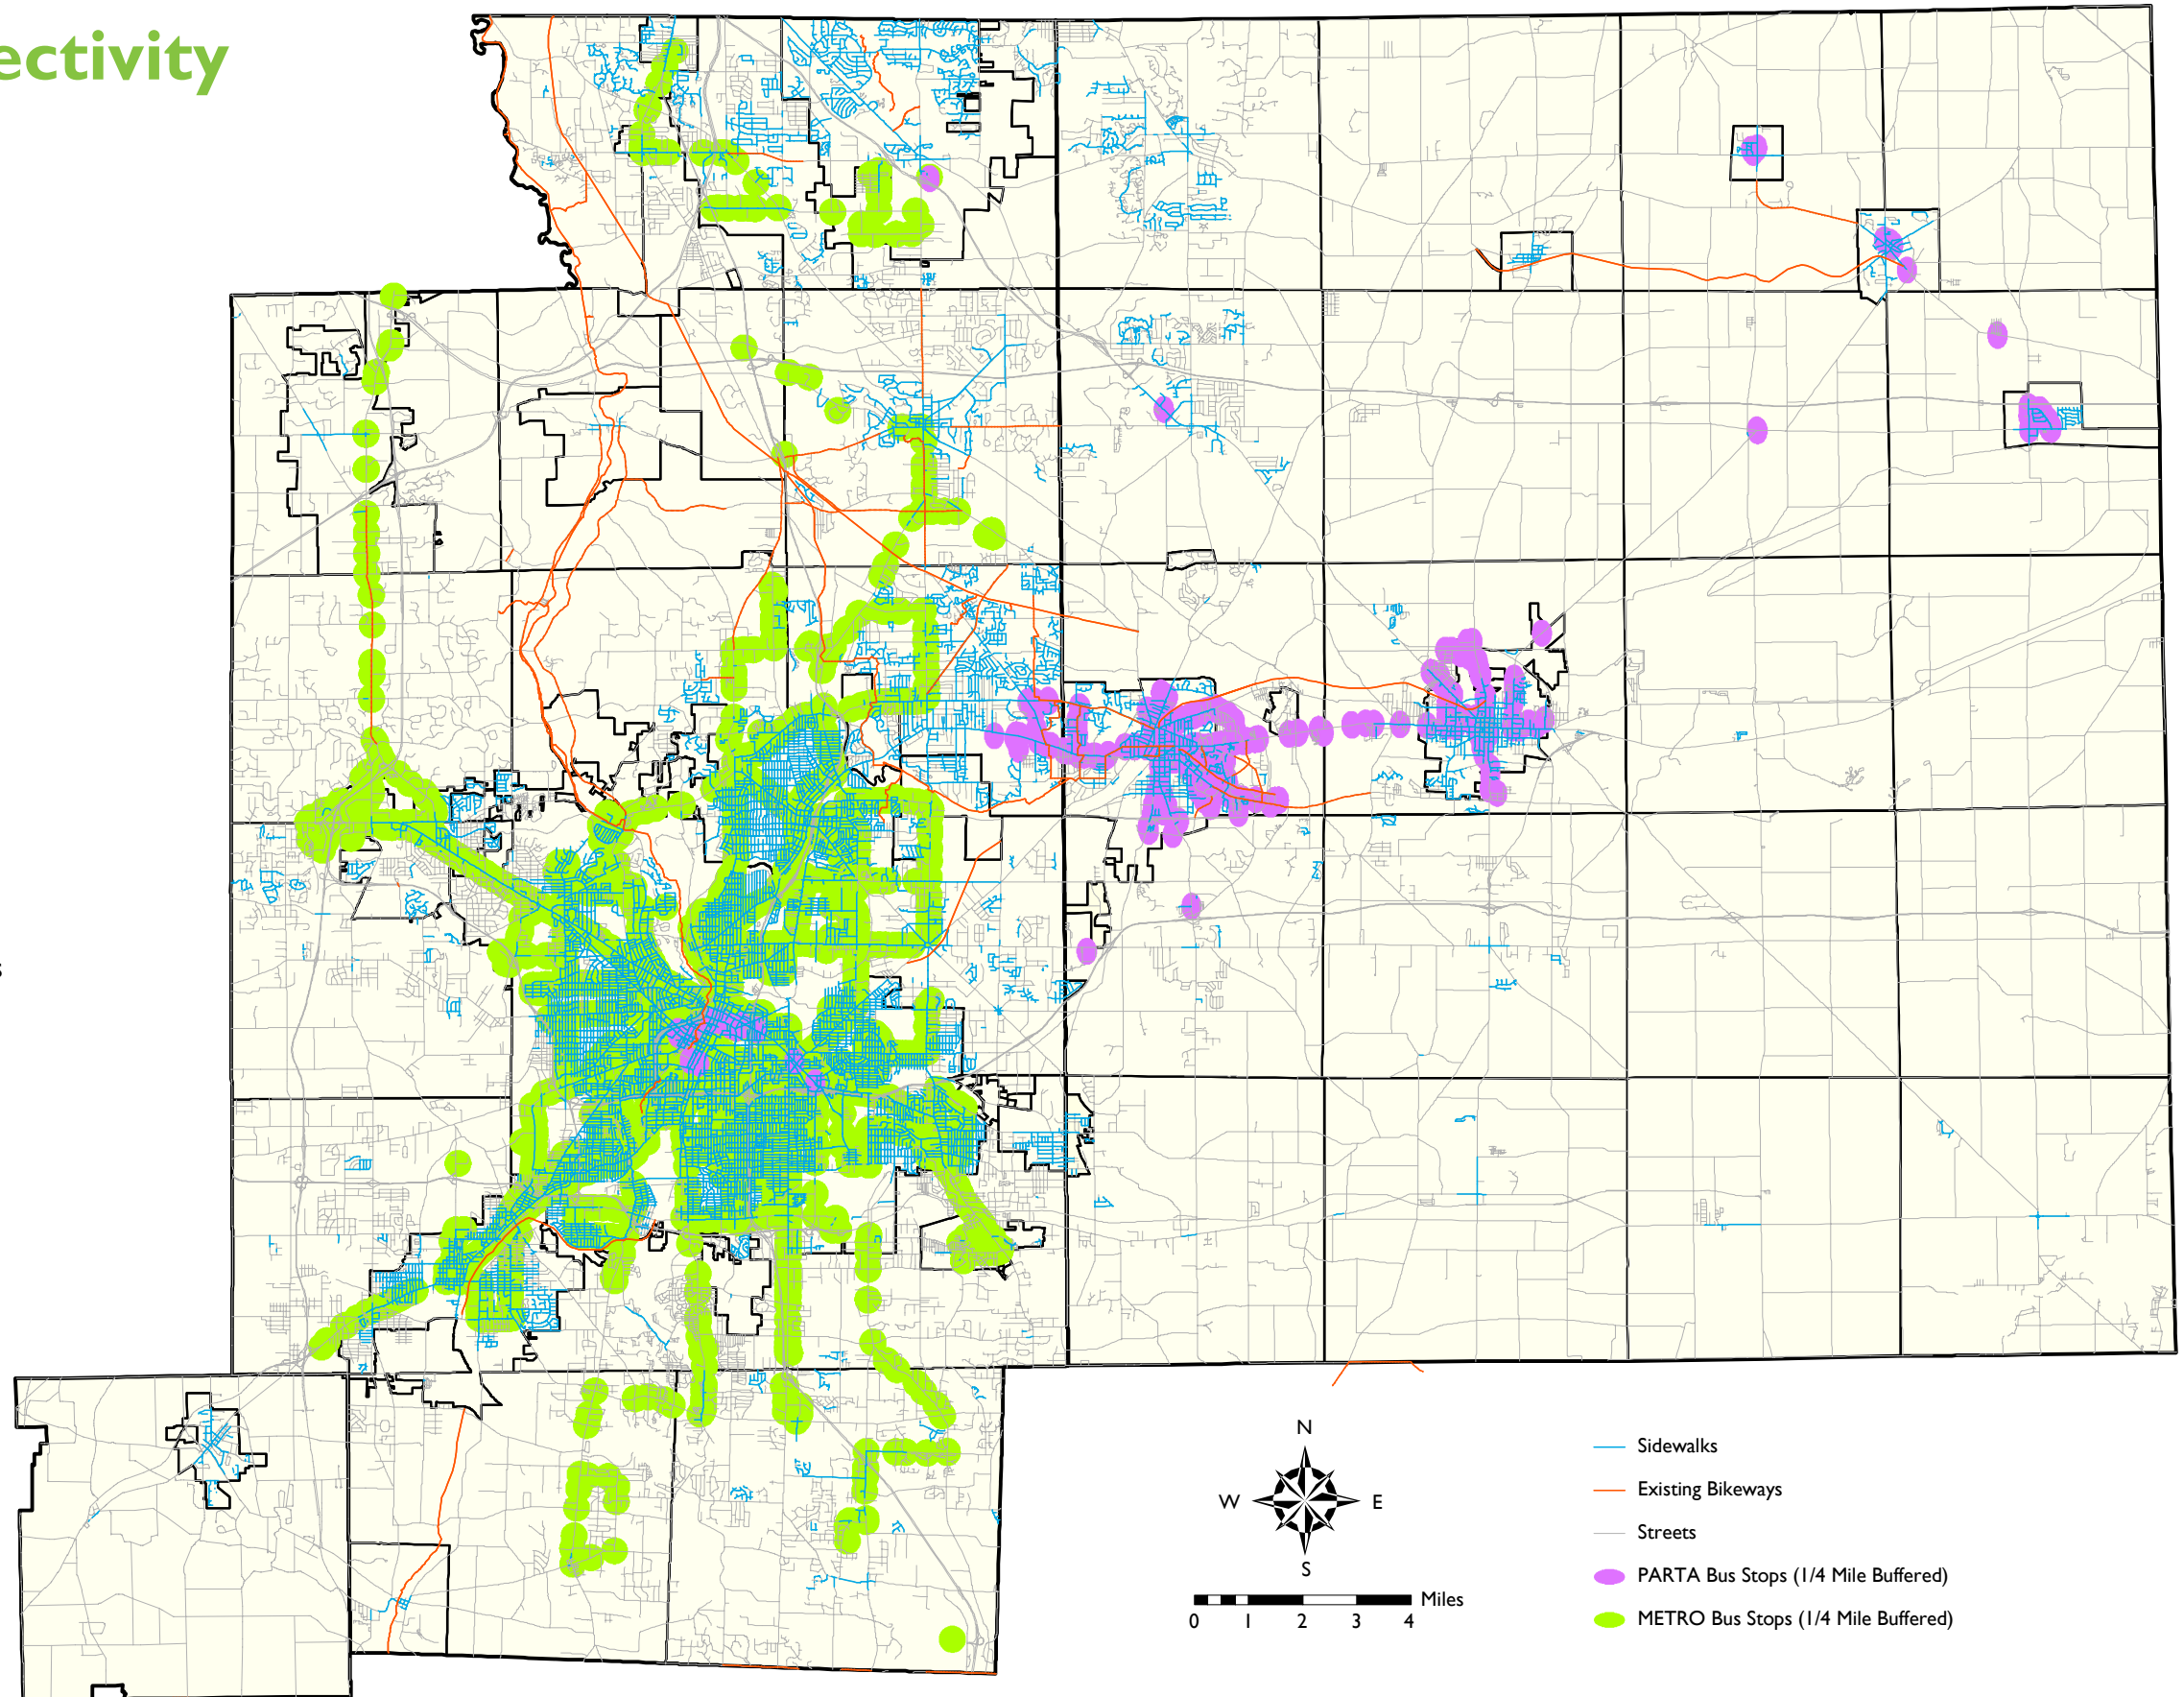 ectivity
s
N
W E
S
Miles
0 1 2 3 4
Sidewalks
Existing Bikeways
Streets
PARTA Bus Stops (1/4 Mile Buffered)
METRO Bus Stops (1/4 Mile Buffered)